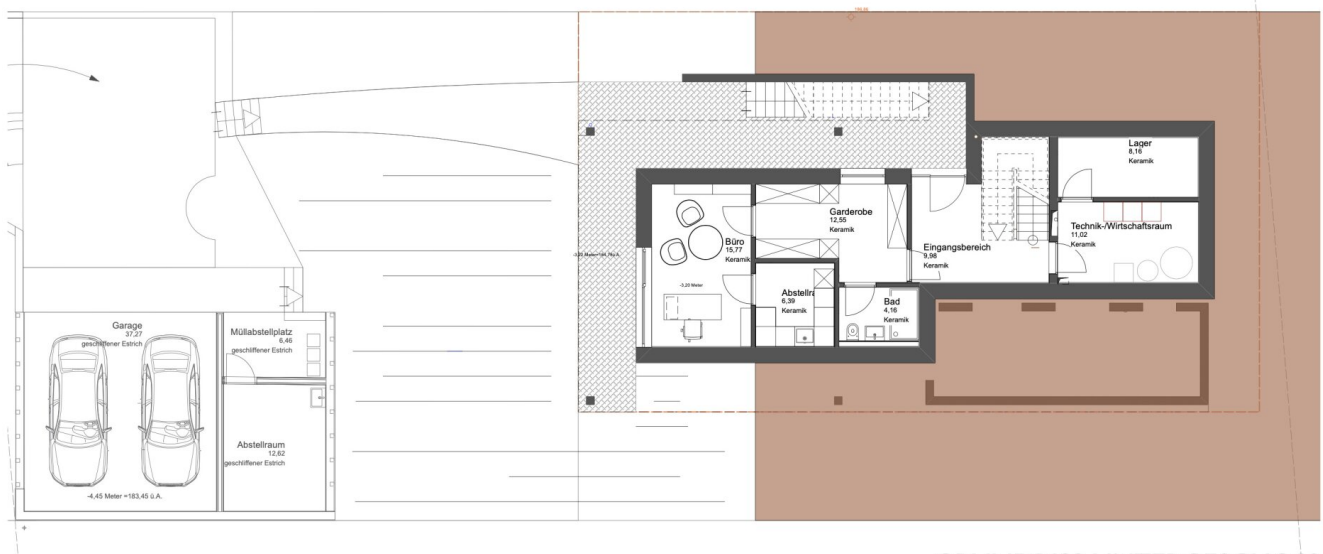 Lager
8,16
Keramik
Technik-/Wirtschaftsraum
11,02
Keramik
Garderobe
12,55
Keramik
Eingangsbereich
9,98
Keramik
Büro
15,77
Keramik
-3,20 Meter
Abstellra
6,39
Keramik
Bad
4,16
Keramik
Garage
37,27
geschliffener Estrich
Müllabstellplatz
6,46
geschliffener Estrich
Abstellraum
12,62
geschliffener Estrich
-4,45 Meter =183,45 ü.A.